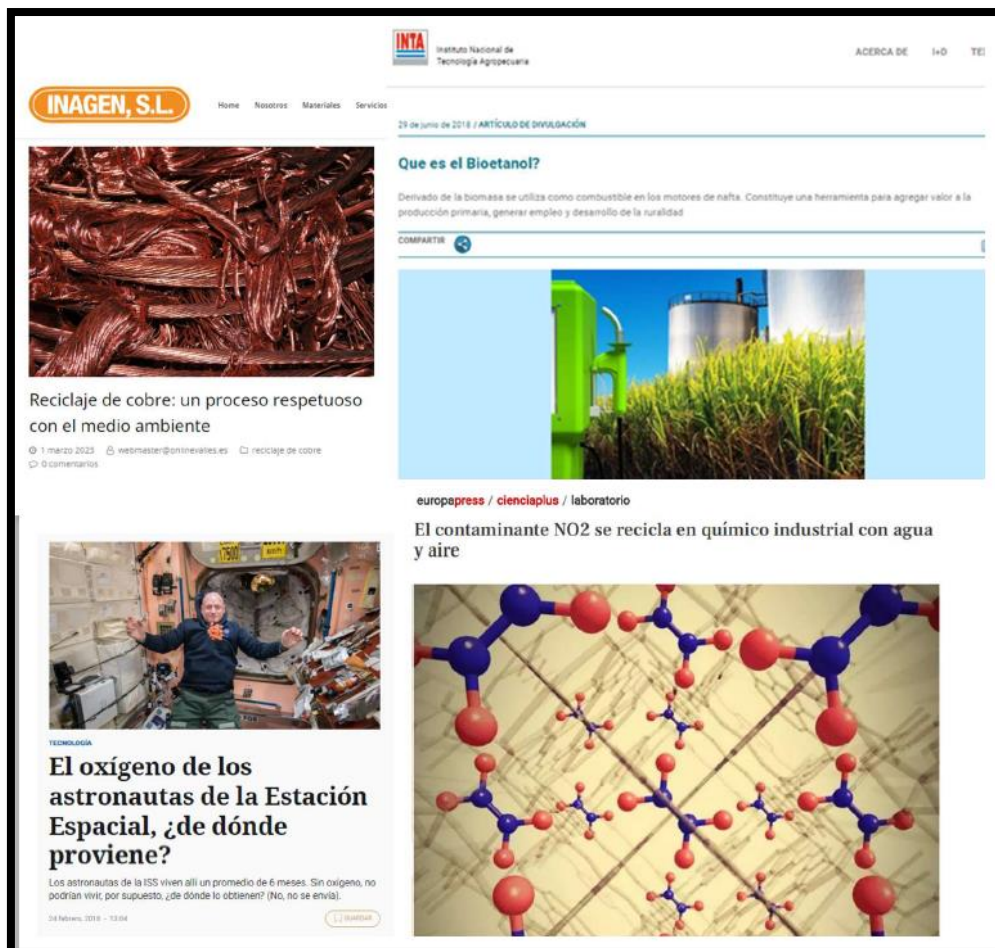 INTA
Instituto Nacional de
Tecnología Agropecuaria
ACERCA DE I+D
INAGEN, S.L.
Home Nosotros Materiales Servicios
29 de junio de 2018 / ARTÍCULO DE DIVULGACIÓN
Que es el Bioetanol?
Derivado de la biomasa se utiliza como combustible en los motores de nafta. Constituye una herramienta para agregar valor a la
producción primaria, generar empleo y desarrollo de la ruralidad
COMPARTIR
Reciclaje de cobre: un proceso respetuoso
con el medio ambiente
1 marzo 2023 webmaster@onlinevalles.es reciclaje de cobre
0 comentarios
europapress / cienciaplus / laboratorio
El contaminante NO2 se recicla en químico industrial con agua
y aire
TECNOLOGÍA
El oxígeno de los
astronautas de la Estación
Espacial, ¿de dónde
proviene?
Los astronautas de la ISS viven allí un promedio de 6 meses. Sin oxígeno, no
podrían vivir, por supuesto, ¿de dónde lo obtienen? (No, no se envía).
24 febrero, 2018 - 13:04
GUARDAR